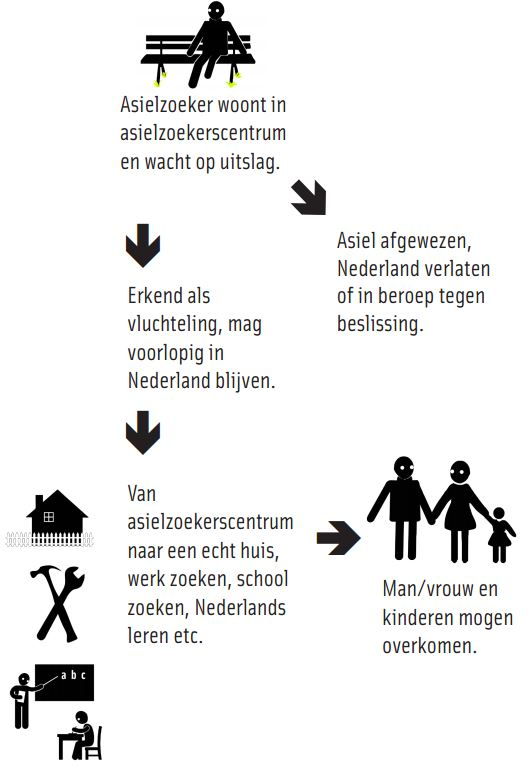 Asielzoeker woont in
asielzoekerscentrum
en wacht op uitslag.
Asiel afgewezen,
Nederland verlaten
of in beroep tegen
beslissing.
Erkend als
vluchteling, mag
voorlopig in
Nederland blijven.
Van
asielzoekerscentrum
naar een echt huis,
werk zoeken, school
zoeken, Nederlands
leren etc.
Man/vrouw en
kinderen mogen
overkomen.
a b c